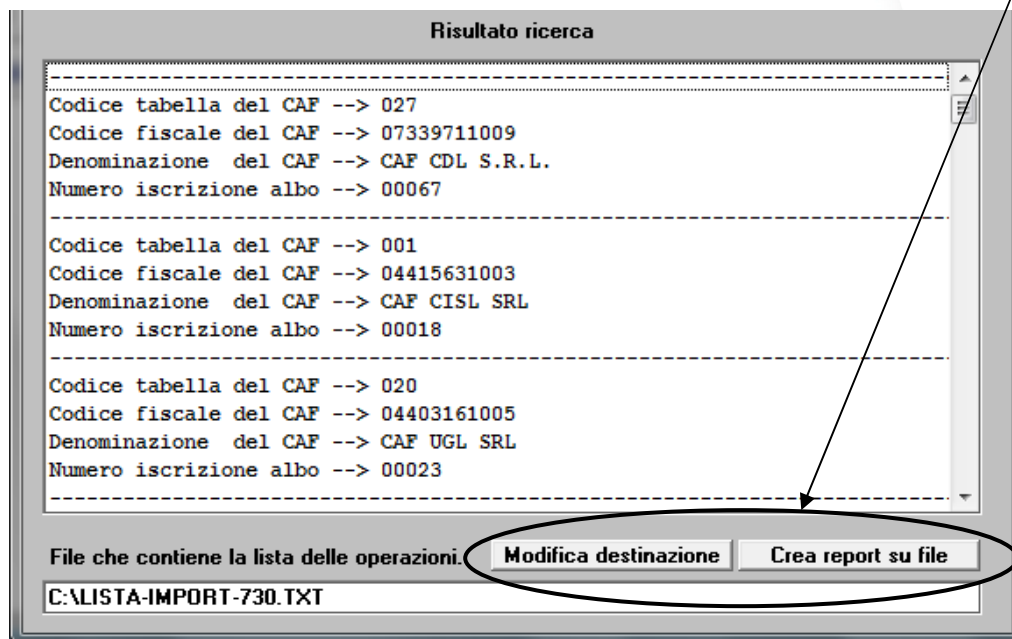 Risultato ricerca
--------------------------------------------------------------------
Codice tabella del CAF --> 027
Codice fiscale del CAF --> 07339711009
Denominazione  del CAF --> CAF CDL S.R.L.
Numero iscrizione albo --> 00067
--------------------------------------------------------------------
Codice tabella del CAF --> 001
Codice fiscale del CAF --> 04415631003
Denominazione  del CAF --> CAF CISL SRL
Numero iscrizione albo --> 00018
--------------------------------------------------------------------
Codice tabella del CAF --> 020
Codice fiscale del CAF --> 04403161005
Denominazione  del CAF --> CAF UGL SRL
Numero iscrizione albo --> 00023
--------------------------------------------------------------------
File che contiene la lista delle operazioni. Modifica destinazione Crea report su file
C:\LISTA-IMPORT-730.TXT